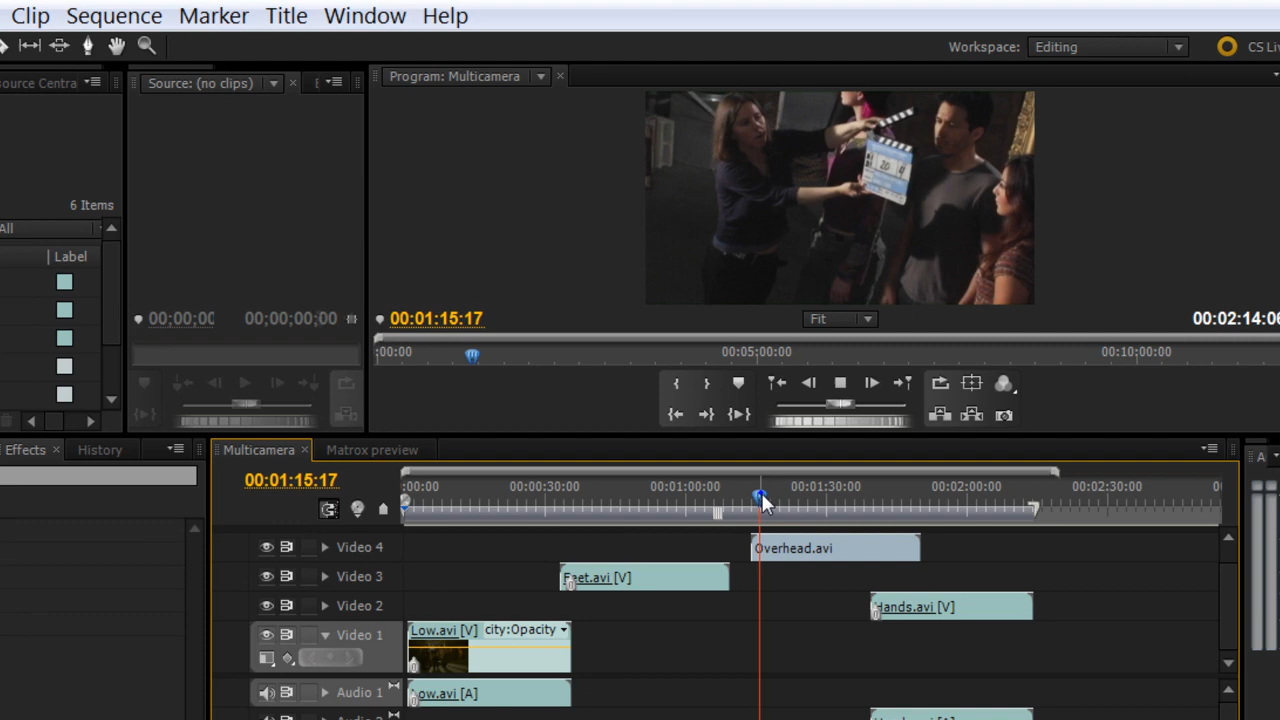 Clip Sequence Marker Title Window Help
Workspace: Editing CS Liv
ource Centra Source: (no clips) Program: Multicamera
6 Items
All
Label
00;00;00 00;00;00;00 00:01:15:17 Fit 00:02:14:06
;00:00 00:05:00:00 00:10:00:00
Effects History Multicamera Matrox preview A
00:01:15:17 :00:00 00:00:30:00 00:01:00:00 00:01:30:00 00:02:00:00 00:02:30:00 00
Video 4 Overhead.avi
Video 3 Feet.avi [V]
Video 2 Hands.avi [V]
Video 1 Low.avi [V] city:Opacity
Audio 1 Low.avi [A]